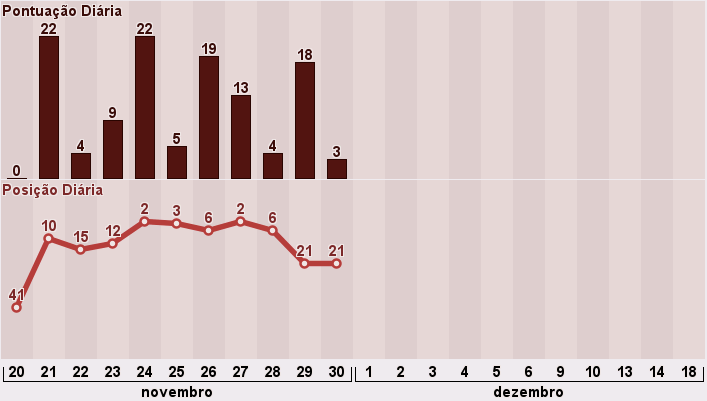 Pontuação Diária
0 22 4 9 22 5 19 13 4 18 3
Posição Diária
41 10 15 12 2 3 6 2 6 21 21
20 21 22 23 24 25 26 27 28 29 30 1 2 3 4 5 6 9 10 13 14 18
novembro dezembro